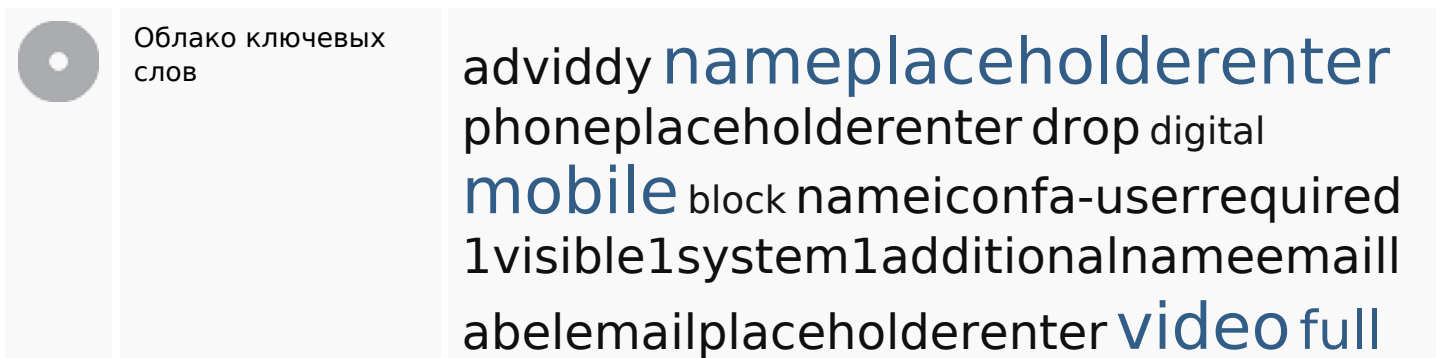 Облако ключевых
слов
adviddy nameplaceholderenter
phoneplaceholderenter drop digital
mobile block nameiconfa-userrequired
1visible1system1additionalnameemaill
abelemailplaceholderenter video full